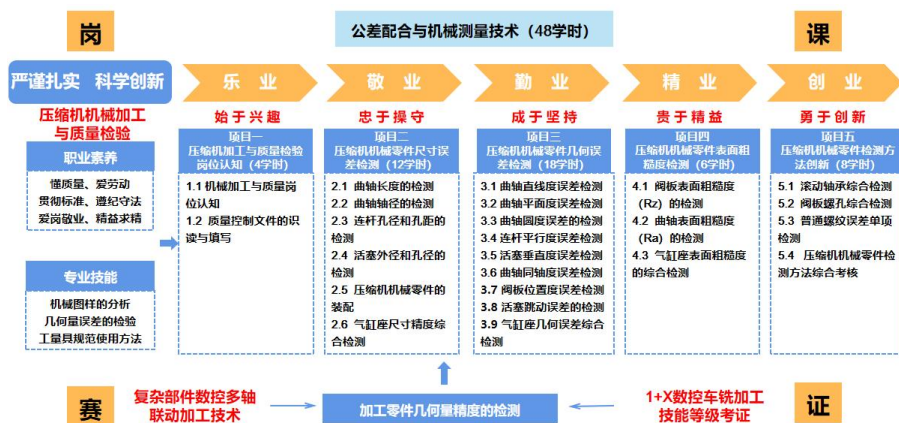 岗
公差配合与机械测量技术（48学时）
课
严谨扎实 科学创新
乐 业
敬 业
勤 业
精 业
创 业
始于兴趣
忠于操守
成于坚持
贵于精益
勇于创新
压缩机机械加工
与质量检验
职业素养
懂质量、爱劳动
贯彻标准、遵纪守法
爱岗敬业、精益求精
专业技能
机械图样的分析
几何量误差的检验
工量具规范使用方法
项目一
压缩机加工与质量检验
岗位认知（4学时）
1.1 机械加工与质量岗
位认知
1.2 质量控制文件的识
读与填写
项目二
压缩机机械零件尺寸误
差检测（12学时）
2.1 曲轴长度的检测
2.2 曲轴轴径的检测
2.3 连杆孔径和孔距的
检测
2.4 活塞外径和孔径的
检测
2.5 压缩机机械零件的
装配
2.6 气缸座尺寸精度综
合检测
项目三
压缩机机械零件几何误
差检测（18学时）
3.1 曲轴直线度误差检测
3.2 曲轴平面度误差检测
3.3 曲轴圆度误差的检测
3.4 连杆平行度误差检测
3.5 活塞垂直度误差检测
3.6 曲轴同轴度误差检测
3.7 阀板位置度误差检测
3.8 活塞跳动误差的检测
3.9 气缸座几何误差综合
检测
项目四
压缩机机械零件表面粗
糙度检测（6学时）
4.1 阀板表面粗糙度
（Rz）的检测
4.2 曲轴表面粗糙度
（Ra）的检测
4.3 气缸座表面粗糙度
的综合检测
项目五
压缩机机械零件检测方
法创新（8学时）
5.1 滚动轴承综合检测
5.2 阀板螺孔综合检测
5.3 普通螺纹误差单项
检测
5.4 压缩机机械零件检
测方法综合考核
赛
复杂部件数控多轴
联动加工技术
加工零件几何量精度的检测
1+X数控车铣加工
技能等级考证
证